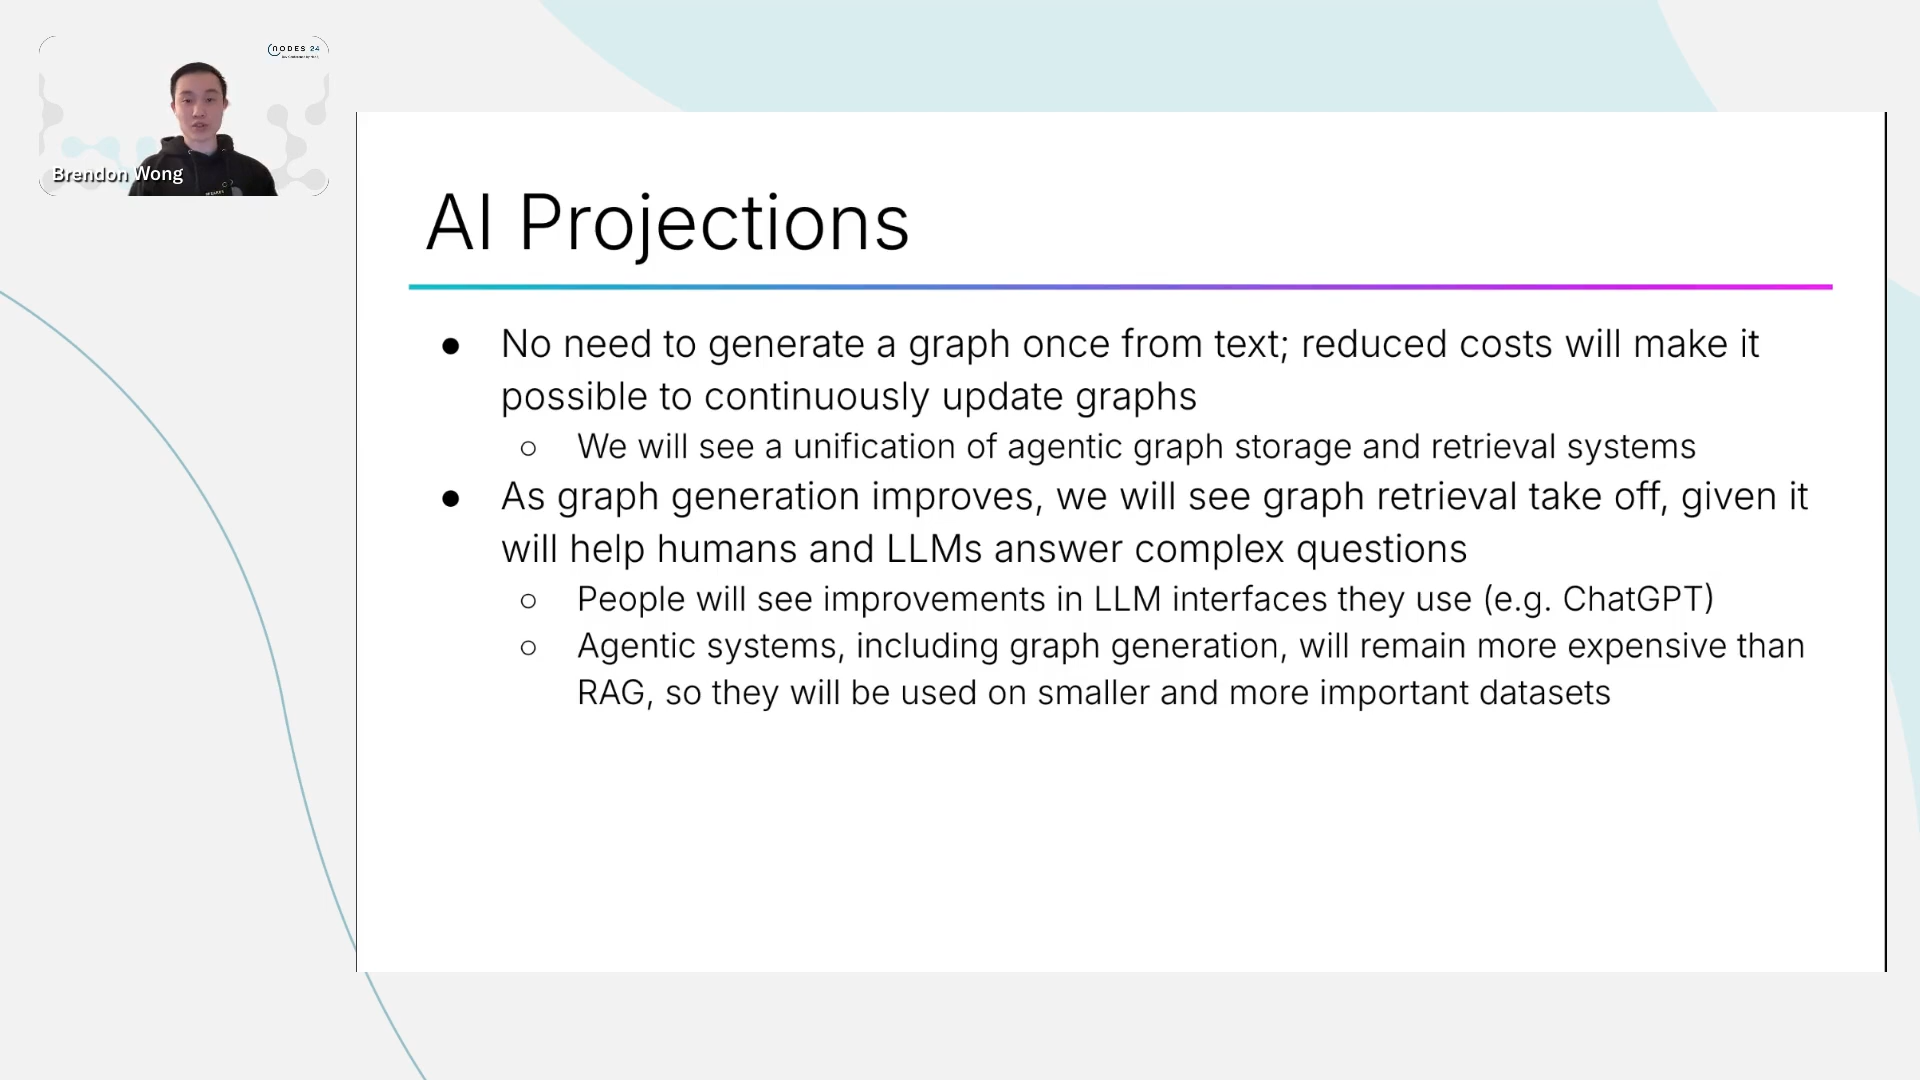 NODES 24
Brendon Wong
AI Projections
● No need to generate a graph once from text; reduced costs will make it
possible to continuously update graphs
○ We will see a unification of agentic graph storage and retrieval systems
● As graph generation improves, we will see graph retrieval take off, given it
will help humans and LLMs answer complex questions
○ People will see improvements in LLM interfaces they use (e.g. ChatGPT)
○ Agentic systems, including graph generation, will remain more expensive than
RAG, so they will be used on smaller and more important datasets